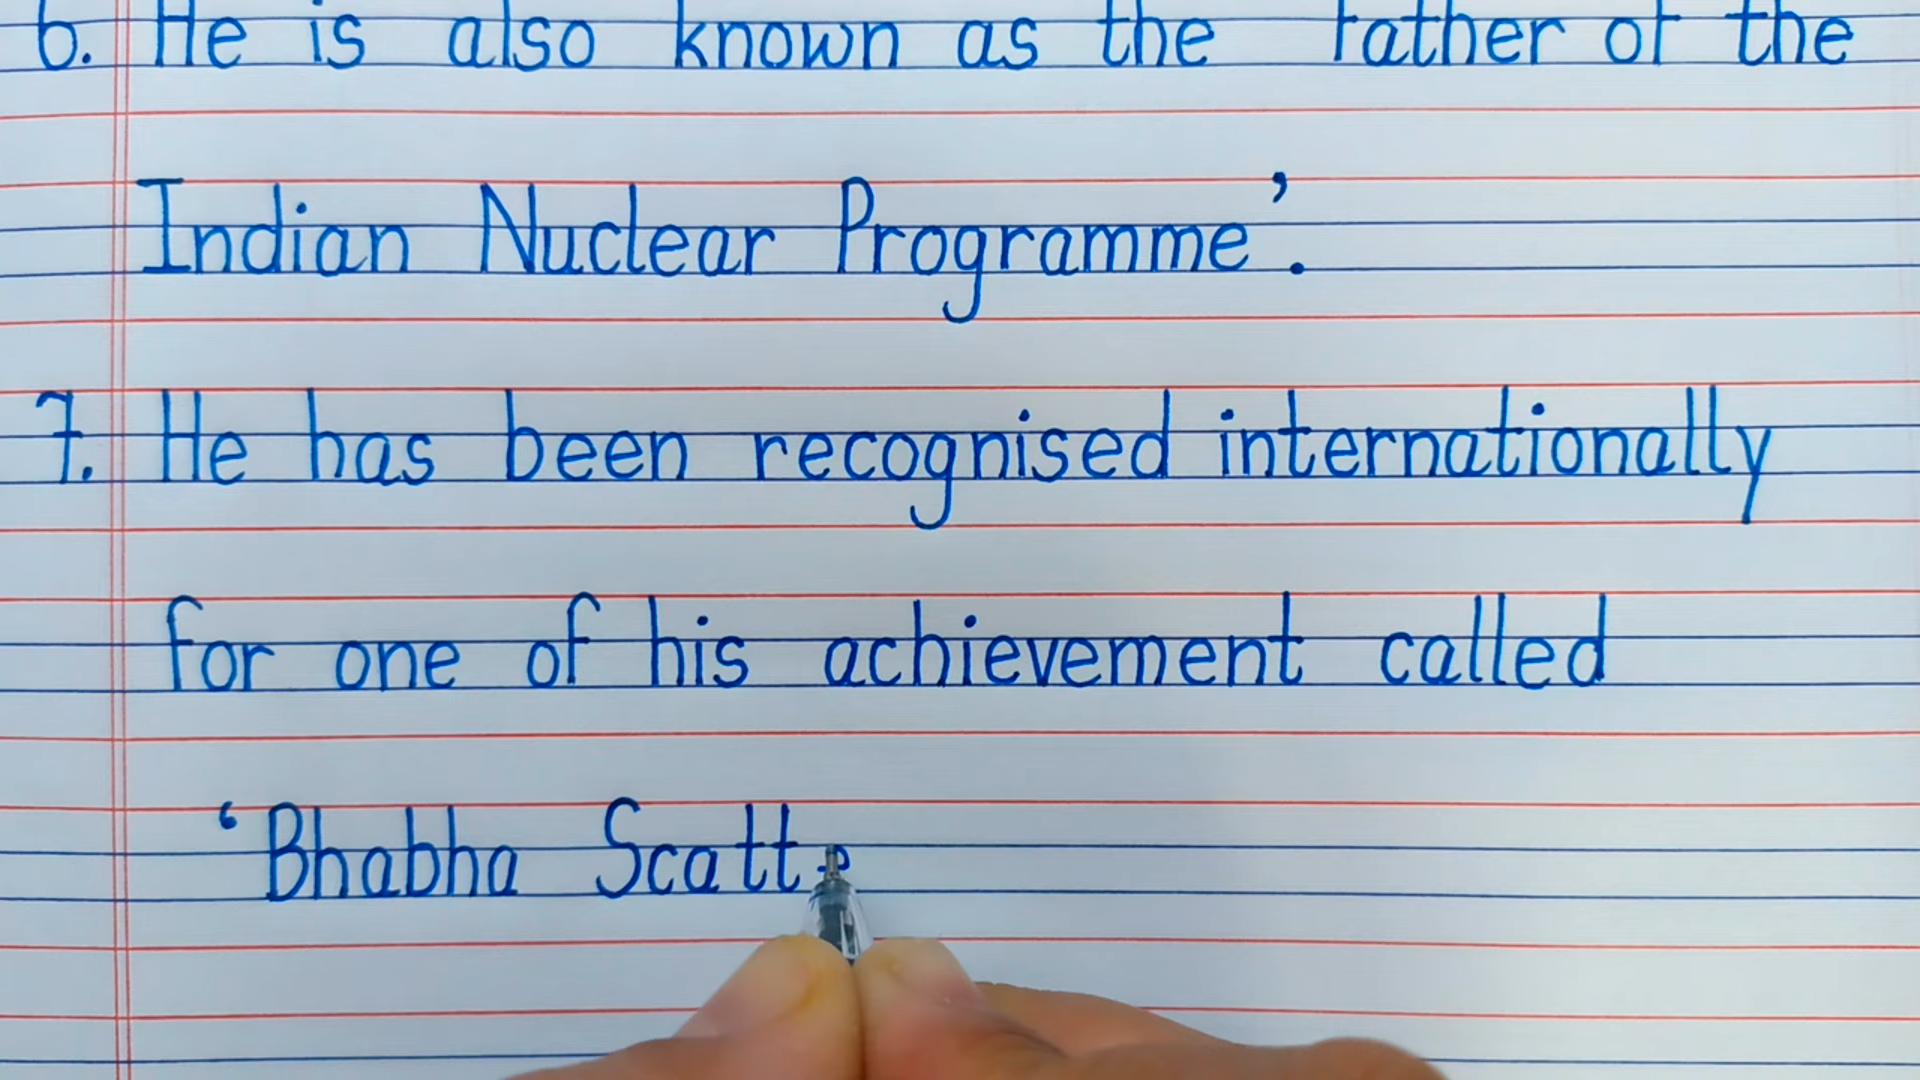 6. He is also known as the father of the
Indian Nuclear Programme’.
7. He has been recognised internationally
for one of his achievement called
‘Bhabha Scatt